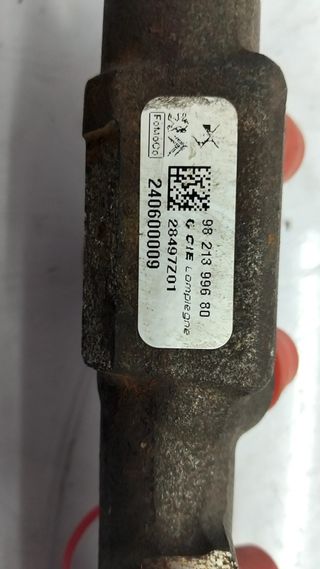 FoMoCo
98 213 996 80
C CIE Compiegne
28497Z01
240600009